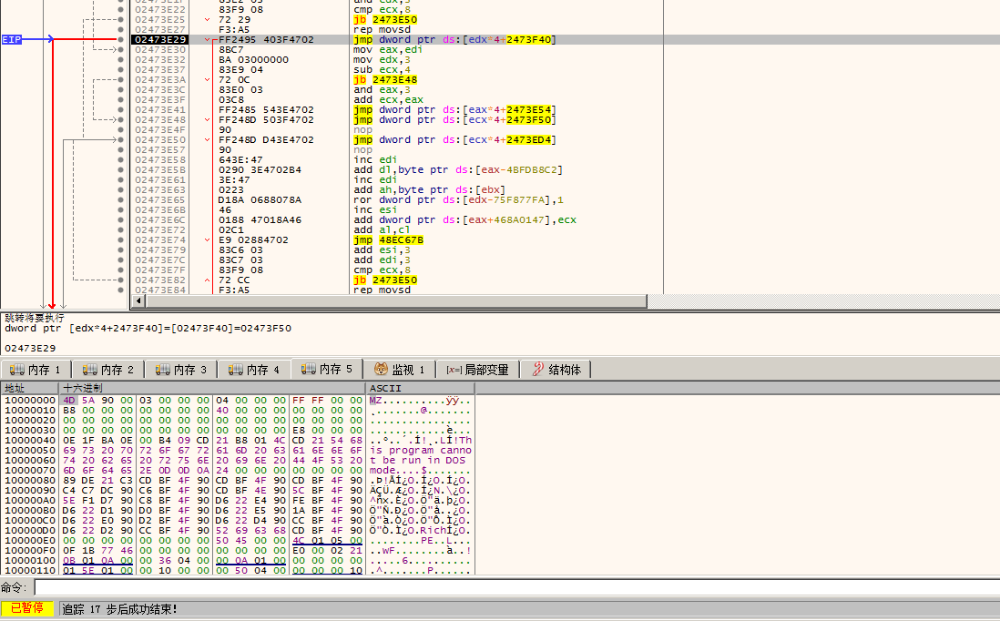 02473E1F 83E2 03 and edx,3
02473E22 83F9 08 cmp ecx,8
02473E25 72 29 jb 2473E50
02473E27 F3:A5 rep movsd
EIP 02473E29 FF2495 403F4702 jmp dword ptr ds:[edx*4+2473F40]
02473E30 8BC7 mov eax,edi
02473E32 BA 03000000 mov edx,3
02473E37 83E9 04 sub ecx,4
02473E3A 72 0C jb 2473E48
02473E3C 83E0 03 and eax,3
02473E3F 03C8 add ecx,eax
02473E41 FF2485 543E4702 jmp dword ptr ds:[eax*4+2473E54]
02473E48 FF248D 503F4702 jmp dword ptr ds:[ecx*4+2473F50]
02473E4F 90 nop
02473E50 FF248D D43E4702 jmp dword ptr ds:[ecx*4+2473ED4]
02473E57 90 nop
02473E58 643E:47 inc edi
02473E5B 0290 3E4702B4 add dl,byte ptr ds:[eax-4BFDB8C2]
02473E61 3E:47 inc edi
02473E63 0223 add ah,byte ptr ds:[ebx]
02473E65 D18A 0688078A ror dword ptr ds:[edx-75F877FA],1
02473E6B 46 inc esi
02473E6C 0188 47018A46 add dword ptr ds:[eax+468A0147],ecx
02473E72 02C1 add al,cl
02473E74 E9 02884702 jmp 48EC67B
02473E79 83C6 03 add esi,3
02473E7C 83C7 03 add edi,3
02473E7F 83F9 08 cmp ecx,8
02473E82 72 CC jb 2473E50
02473E84 F3:A5 rep movsd
跳转将要执行
dword ptr [edx*4+2473F40]=[02473F40]=02473F50
02473E29
内存 1 内存 2 内存 3 内存 4 内存 5 监视 1 [x=] 局部变量 结构体
地址 十六进制 ASCII
10000000 4D 5A 90 00 03 00 00 00 04 00 00 00 FF FF 00 00 MZ..........ÿÿ..
10000010 B8 00 00 00 00 00 00 00 40 00 00 00 00 00 00 00 ¸.......@.......
10000020 00 00 00 00 00 00 00 00 00 00 00 00 00 00 00 00 ................
10000030 00 00 00 00 00 00 00 00 00 00 00 00 E8 00 00 00 ............è...
10000040 0E 1F BA 0E 00 B4 09 CD 21 B8 01 4C CD 21 54 68 ..º..´.Í!¸.LÍ!Th
10000050 69 73 20 70 72 6F 67 72 61 6D 20 63 61 6E 6E 6F is program canno
10000060 74 20 62 65 20 72 75 6E 20 69 6E 20 44 4F 53 20 t be run in DOS
10000070 6D 6F 64 65 2E 0D 0D 0A 24 00 00 00 00 00 00 00 mode....$.......
10000080 89 DE 21 C3 CD BF 4F 90 CD BF 4F 90 CD BF 4F 90 .Þ!ÃÍ¿O.Í¿O.Í¿O.
10000090 C4 C7 DC 90 C6 BF 4F 90 CD BF 4E 90 5C BF 4F 90 ÄÇÜ.Æ¿O.Í¿N.\¿O.
100000A0 5E F1 D7 90 C8 BF 4F 90 D6 22 E4 90 FE BF 4F 90 ^ñ×.È¿O.Ö"ä.þ¿O.
100000B0 D6 22 D1 90 D0 BF 4F 90 D6 22 E5 90 1A BF 4F 90 Ö"Ñ.Ð¿O.Ö"å..¿O.
100000C0 D6 22 E0 90 D2 BF 4F 90 D6 22 D4 90 CC BF 4F 90 Ö"à.Ò¿O.Ö"Ô.Ì¿O.
100000D0 D6 22 D2 90 CC BF 4F 90 52 69 63 68 CD BF 4F 90 Ö"Ò.Ì¿O.RichÍ¿O.
100000E0 00 00 00 00 00 00 00 00 50 45 00 00 4C 01 05 00 ........PE..L...
100000F0 0F 1B 77 46 00 00 00 00 00 00 00 00 E0 00 02 21 ..wF........à..!
10000100 0B 01 0A 00 00 36 04 00 00 0A 01 00 00 00 00 00 .....6..........
10000110 01 5E 01 00 00 10 00 00 00 50 04 00 00 00 00 10 .^.......P......
命令:
已暂停 追踪 17 步后成功结束!